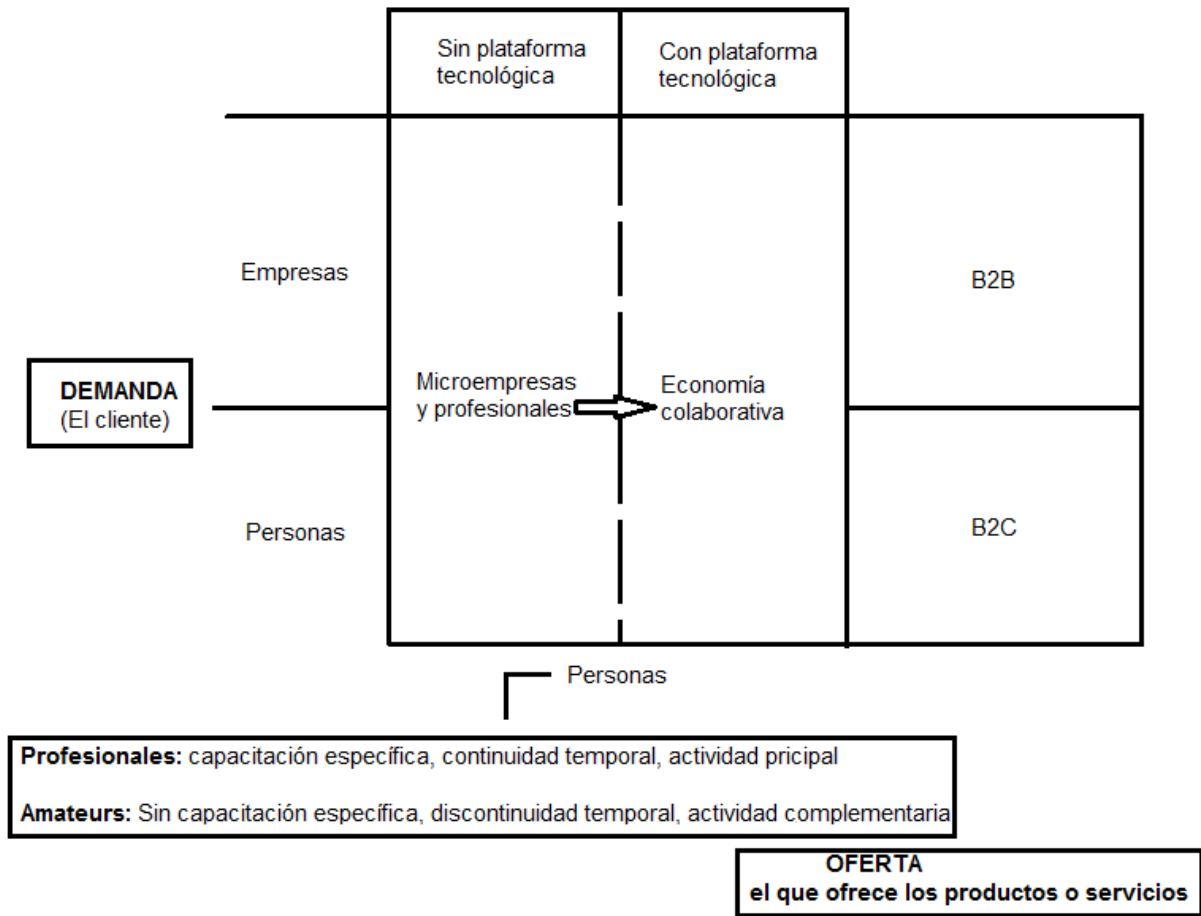 Sin plataforma
tecnológica
Con plataforma
tecnológica
Empresas
B2B
DEMANDA
(El cliente)
Microempresas
y profesionales
Economía
colaborativa
Personas
B2C
Personas
Profesionales: capacitación específica, continuidad temporal, actividad pricipal
Amateurs: Sin capacitación específica, discontinuidad temporal, actividad complementaria
OFERTA
el que ofrece los productos o servicios